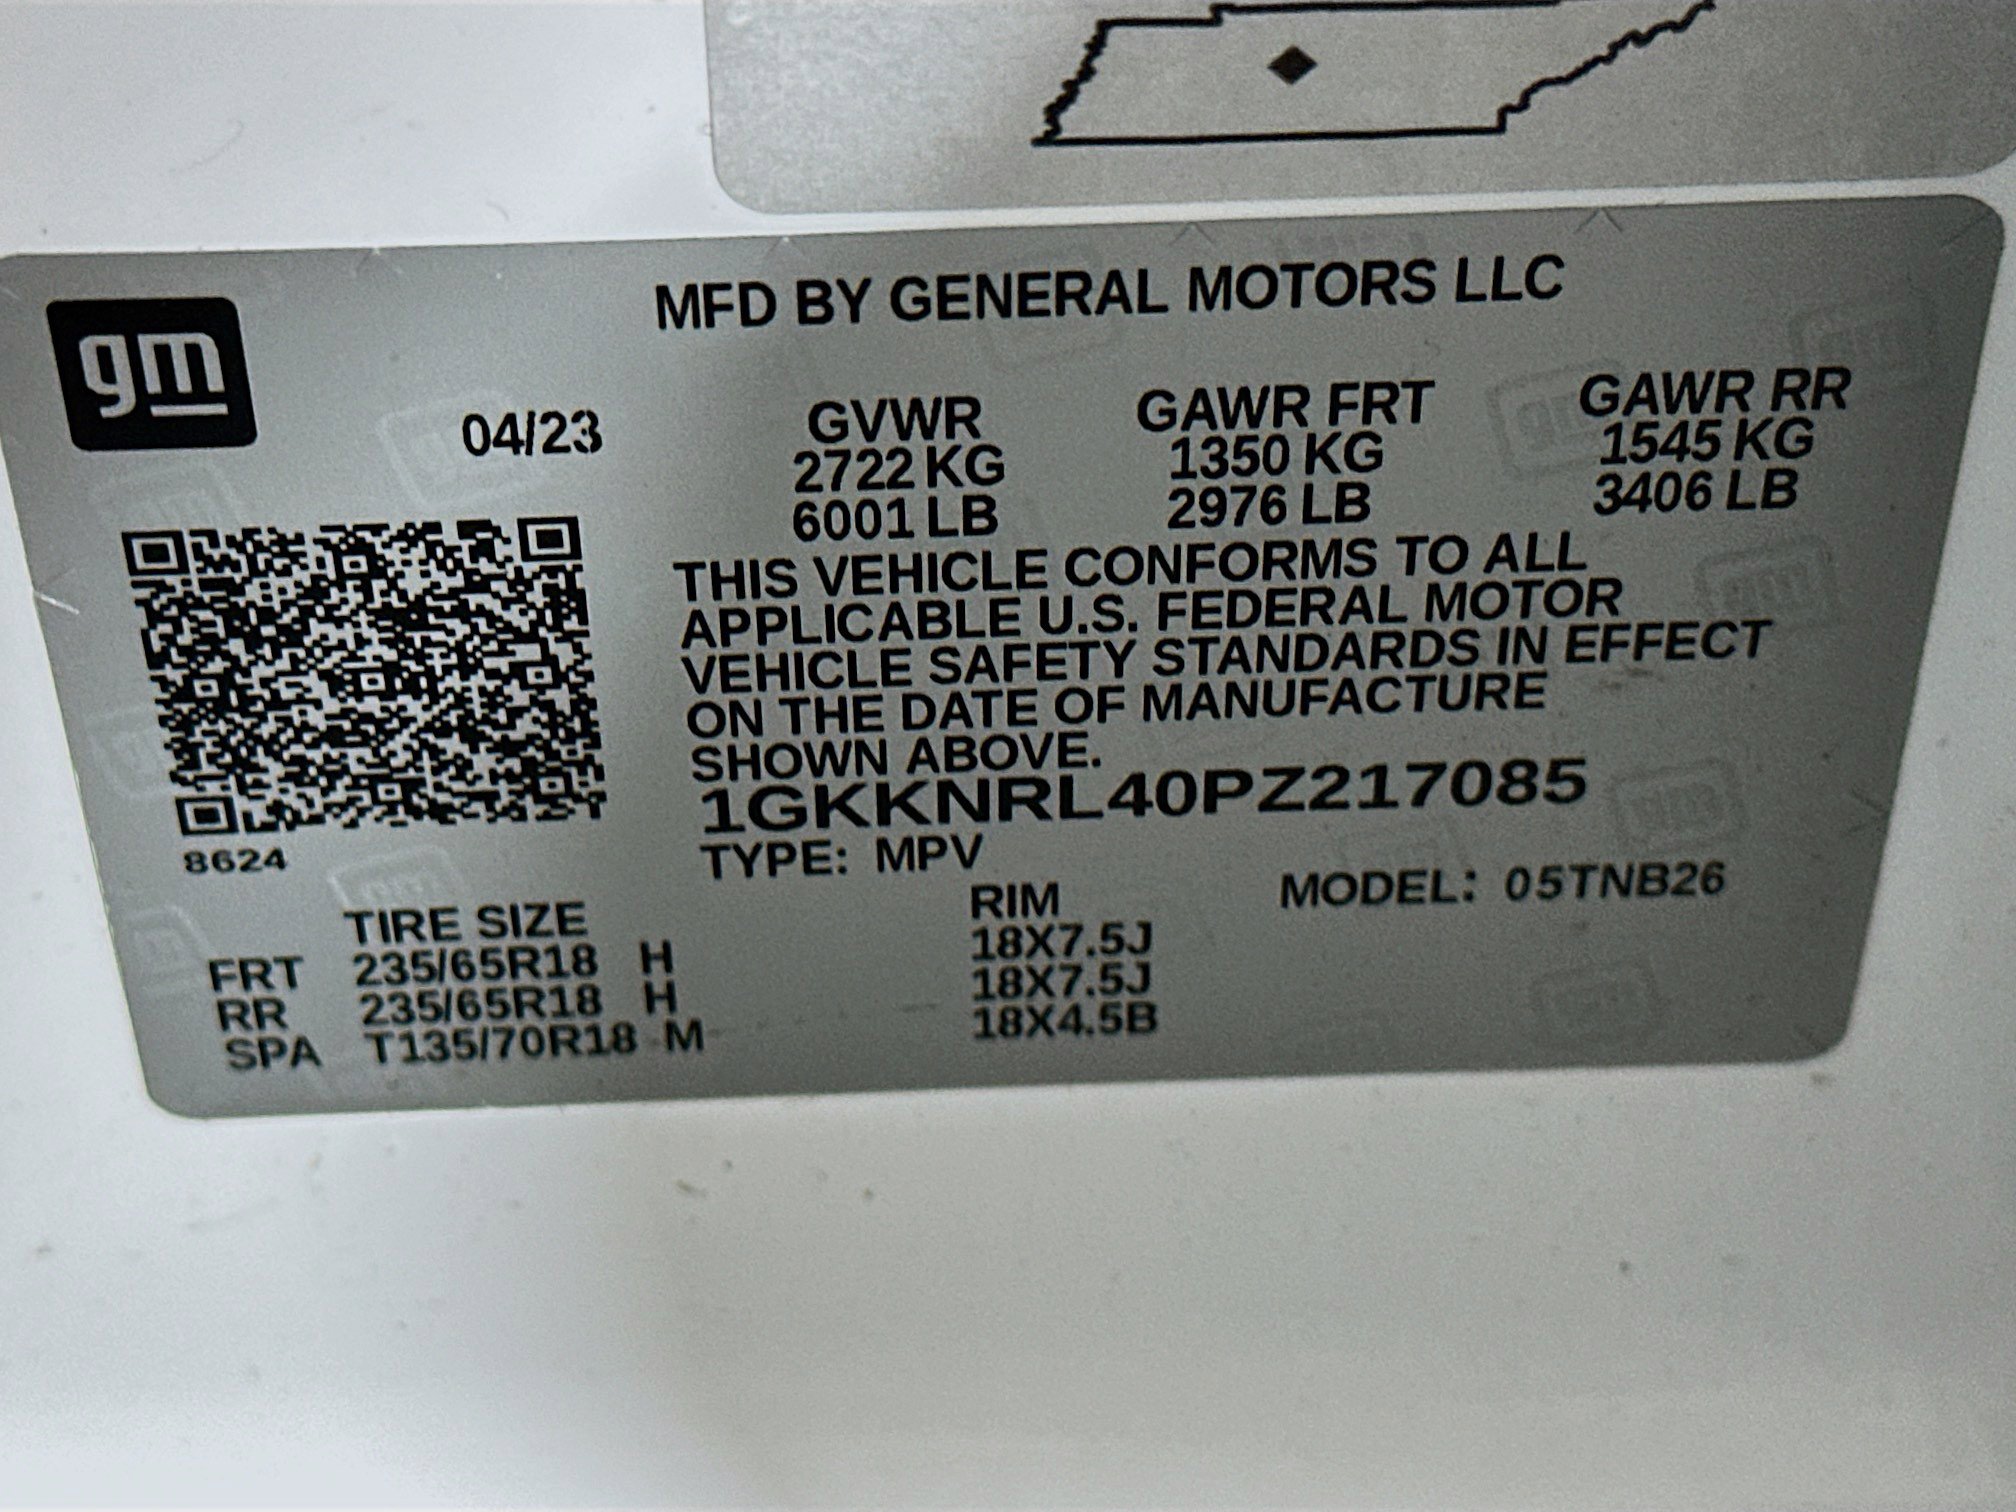 gm
MFD BY GENERAL MOTORS LLC
04/23
GVWR GAWR FRT GAWR RR
2722 KG 1350 KG 1545 KG
6001 LB 2976 LB 3406 LB
THIS VEHICLE CONFORMS TO ALL
APPLICABLE U.S. FEDERAL MOTOR
VEHICLE SAFETY STANDARDS IN EFFECT
ON THE DATE OF MANUFACTURE
SHOWN ABOVE.
1GKKNRL40PZ217085
8624
TYPE: MPV
MODEL: 05TNB26
TIRE SIZE RIM
FRT 235/65R18 H 18X7.5J
RR 235/65R18 H 18X7.5J
SPA T135/70R18 M 18X4.5B